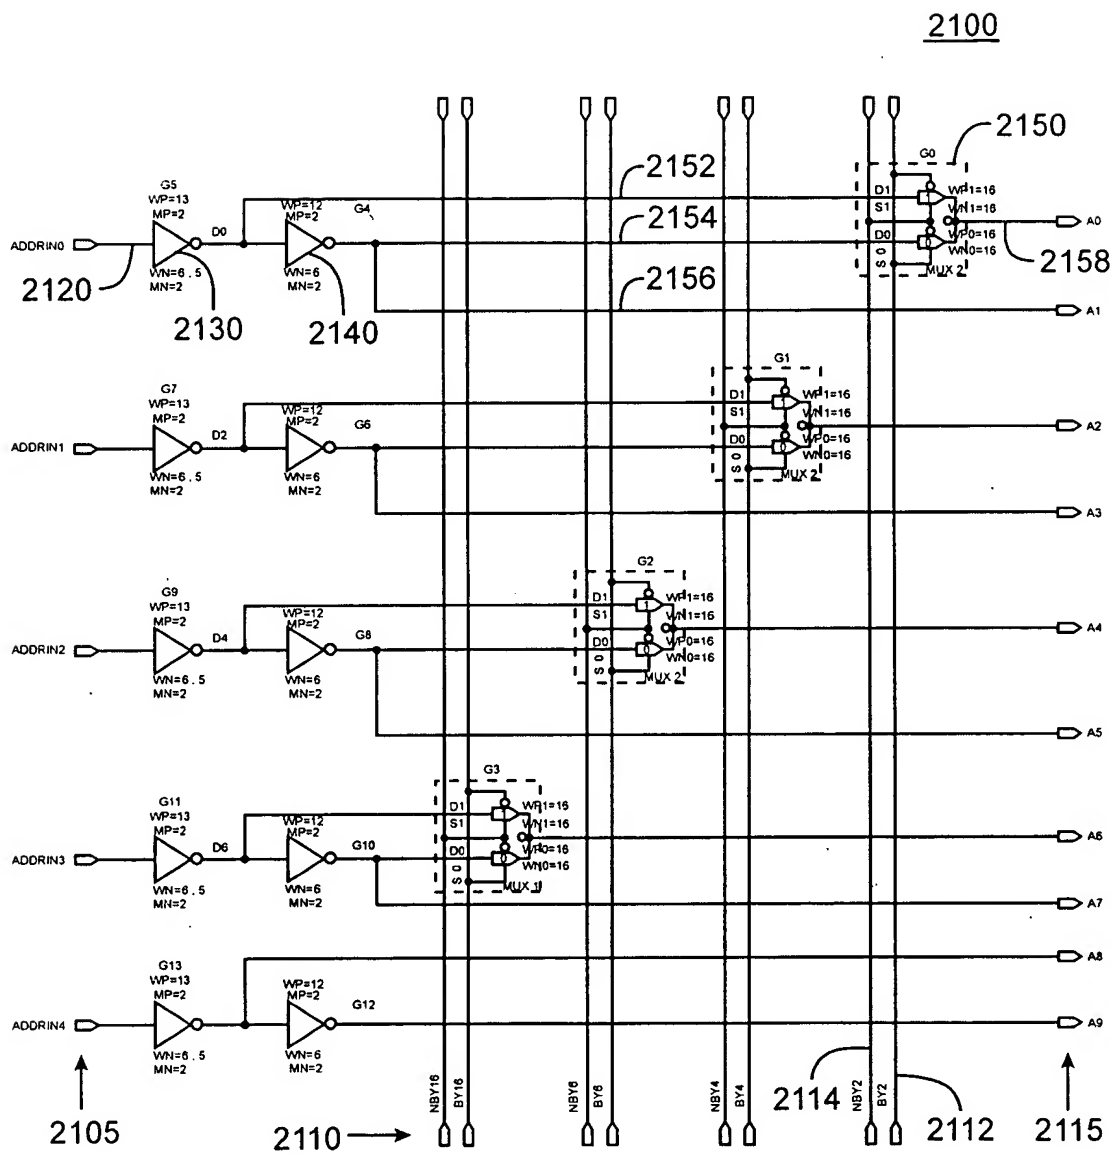 2100
2150
G0
2152
G5
WP=13
MP=2
WP=12
MP=2
G4
2154
D1
S1
WP1=16
WN1=16
ADDRIN0
D0
D0
S0
WP0=16
WN0=16
MUX 2
A0
2120
WN=6.5
MN=2
WN=6
MN=2
2156
2158
2130
2140
A1
G1
G7
WP=13
MP=2
WP=12
MP=2
G6
D1
S1
WP1=16
WN1=16
ADDRIN1
D2
D0
S0
WP0=16
WN0=16
MUX 2
A2
WN=6.5
MN=2
WN=6
MN=2
A3
G2
G9
WP=13
MP=2
WP=12
MP=2
G8
D1
S1
WP1=16
WN1=16
ADDRIN2
D4
D0
S0
WP0=16
WN0=16
MUX 2
A4
WN=6.5
MN=2
WN=6
MN=2
A5
G3
G11
WP=13
MP=2
WP=12
MP=2
G10
D1
S1
WP1=16
WN1=16
ADDRIN3
D6
D0
S0
WP0=16
WN0=16
MUX 1
A6
WN=6.5
MN=2
WN=6
MN=2
A7
G13
WP=13
MP=2
WP=12
MP=2
G12
A8
ADDRIN4
A9
WN=6.5
MN=2
WN=6
MN=2
NBY16
BY16
NBY6
BY6
NBY4
BY4
2114
NBY2
BY2
2105
2110
2112
2115